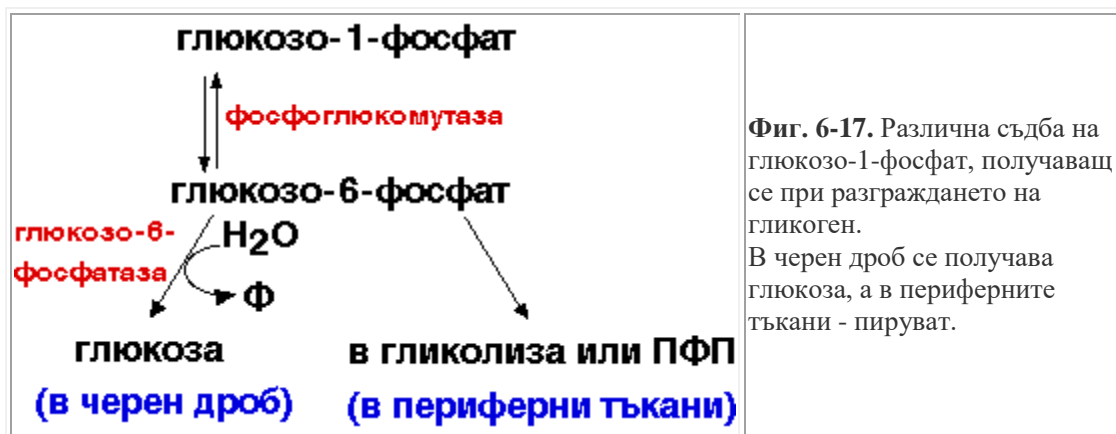 глюкозо-1-фосфат
фосфоглюкомутаза
глюкозо-6-фосфат
глюкозо-6-
фосфатаза
H2O
Ф
глюкоза
(в черен дроб)
в гликолиза или ПФП
(в периферни тъкани)
Фиг. 6-17. Различна съдба на
глюкозо-1-фосфат, получаващ
се при разграждането на
гликоген.
В черен дроб се получава
глюкоза, а в периферните
тъкани - пируват.